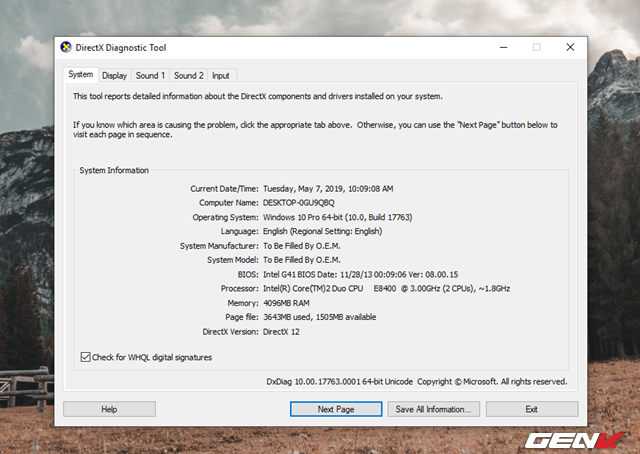 DirectX Diagnostic Tool
System Display Sound 1 Sound 2 Input
This tool reports detailed information about the DirectX components and drivers installed on your system.
If you know which area is causing the problem, click the appropriate tab above. Otherwise, you can use the "Next Page" button below to
visit each page in sequence.
System Information
Current Date/Time: Tuesday, May 7, 2019, 10:09:08 AM
Computer Name: DESKTOP-0GU9QBQ
Operating System: Windows 10 Pro 64-bit (10.0, Build 17763)
Language: English (Regional Setting: English)
System Manufacturer: To Be Filled By O.E.M.
System Model: To Be Filled By O.E.M.
BIOS: Intel G41 BIOS Date: 11/28/13 00:09:06 Ver: 08.00.15
Processor: Intel(R) Core(TM)2 Duo CPU E8400 @ 3.00GHz (2 CPUs), ~1.8GHz
Memory: 4096MB RAM
Page file: 3643MB used, 1505MB available
DirectX Version: DirectX 12
Check for WHQL digital signatures
DxDiag 10.00.17763.0001 64-bit Unicode Copyright © Microsoft. All rights reserved.
Help Next Page Save All Information... Exit
GENK